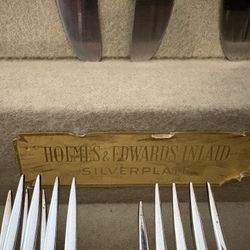 HOLMES & EDWARDS INLAID
SILVERPLATE